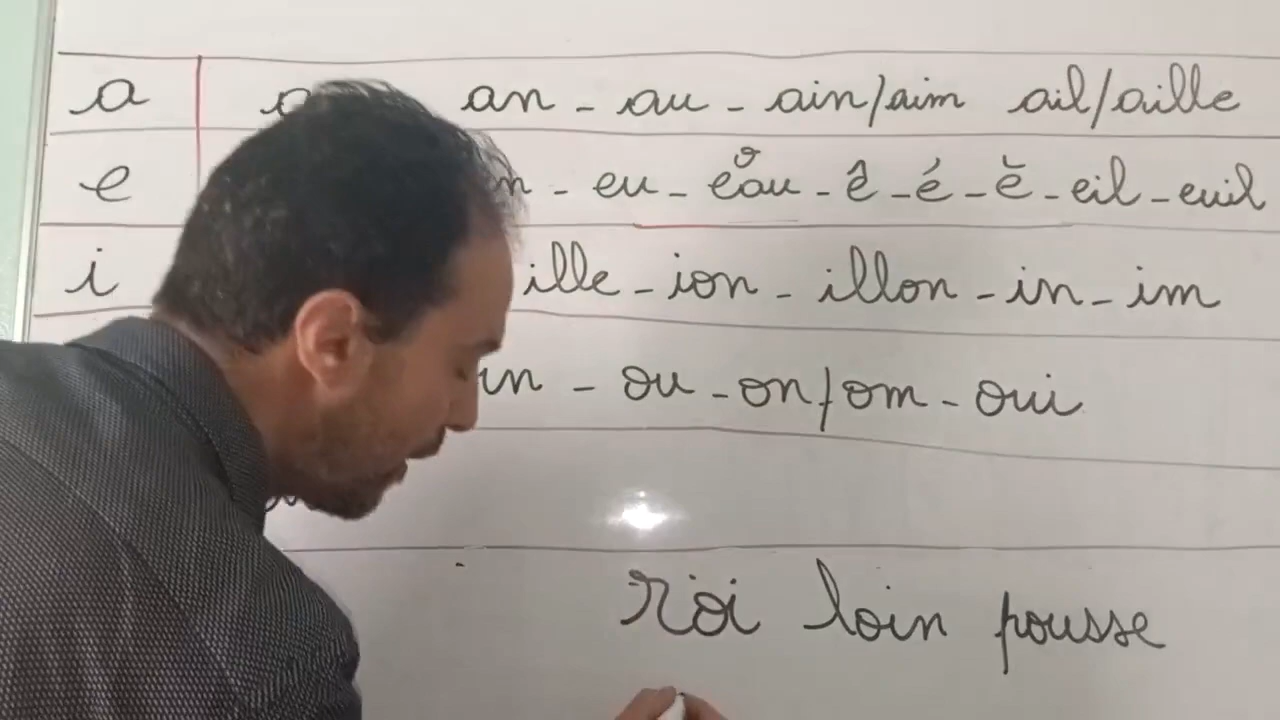 a an - au - ain/aim ail/aille
e - eu - eau - ê - é - è - eil - euil
i ille - ion - illon - in - im
- ou - on/om - oui
roi loin pousse